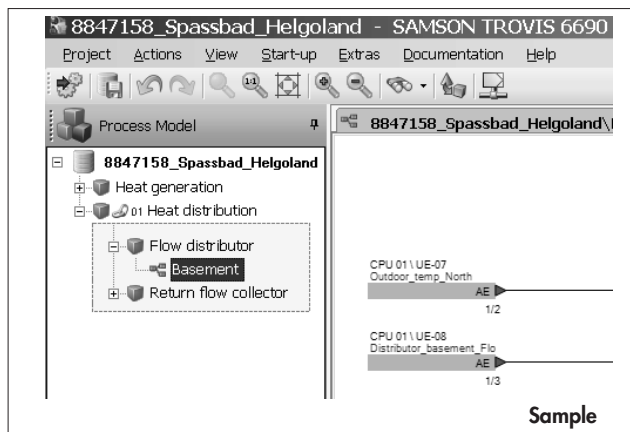 8847158_Spassbad_Helgoland - SAMSON TROVIS 6690
Project Actions View Start-up Extras Documentation Help
1:1
Process Model
8847158_Spassbad_Helgoland\
8847158_Spassbad_Helgoland
Heat generation
01 Heat distribution
Flow distributor
Basement
Return flow collector
CPU 01 \ UE-07
Outdoor_temp_North
AE
1/2
CPU 01 \ UE-08
Distributor_basement_Flo
AE
1/3
Sample